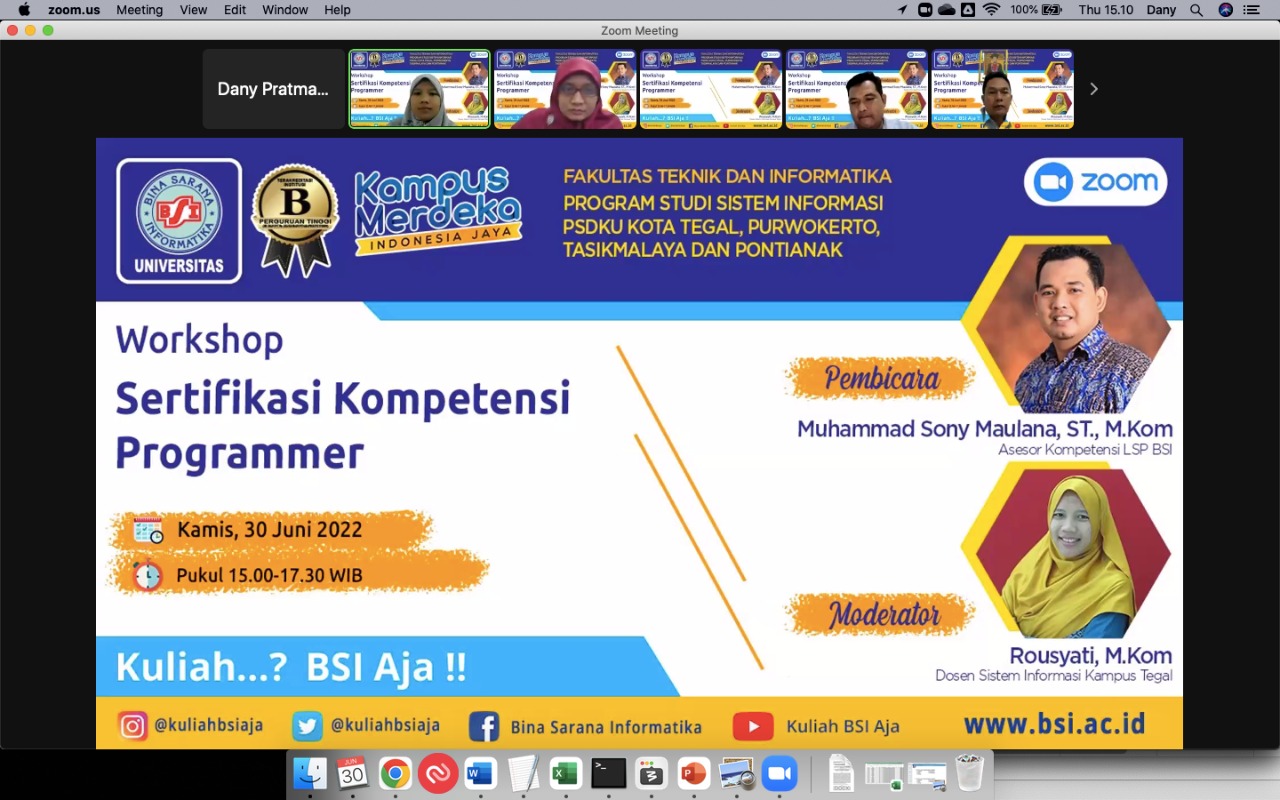 zoom.us Meeting View Edit Window Help
100% Thu 15.10 Dany
Zoom Meeting
Dany Pratma...
BINA SARANA
BSI
INFORMATIKA
UNIVERSITAS
TERAKREDITASI
INSTITUSI
B
PERGURUAN TINGGI
Kampus
Merdeka
INDONESIA JAYA
FAKULTAS TEKNIK DAN INFORMATIKA
PROGRAM STUDI SISTEM INFORMASI
PSDKU KOTA TEGAL, PURWOKERTO,
TASIKMALAYA DAN PONTIANAK
zoom
Workshop
Sertifikasi Kompetensi
Programmer
Kamis, 30 Juni 2022
Pukul 15.00-17.30 WIB
Pembicara
Muhammad Sony Maulana, ST., M.Kom
Asesor Kompetensi LSP BSI
Moderator
Rousyati, M.Kom
Dosen Sistem Informasi Kampus Tegal
Kuliah...? BSI Aja !!
@kuliahbsiaja @kuliahbsiaja Bina Sarana Informatika Kuliah BSI Aja www.bsi.ac.id
JUN
30